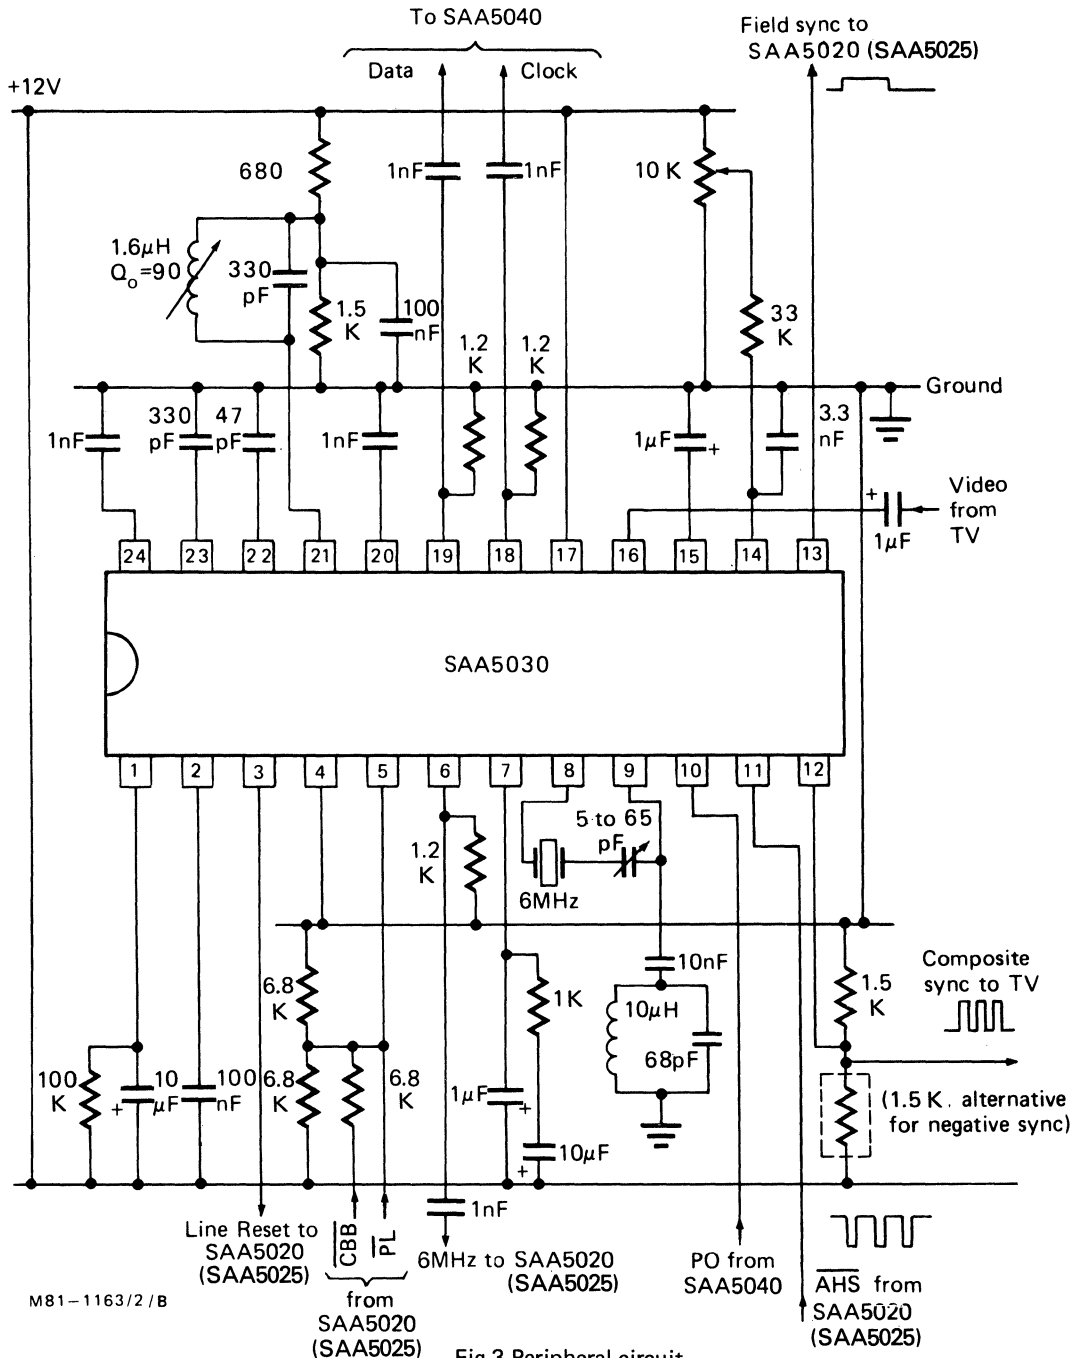 To SAA5040
Field sync to
SAA5020 (SAA5025)
Data
Clock
+12V
680
1nF
1nF
10 K
1.6µH
Qo=90
330
pF
1.5
K
100
nF
1.2
K
1.2
K
33
K
Ground
1nF
330
pF
47
pF
1nF
1µF
+
3.3
nF
+
1µF
Video
from
TV
24
23
22
21
20
19
18
17
16
15
14
13
SAA5030
1
2
3
4
5
6
7
8
9
10
11
12
5 to 65
pF
1.2
K
6MHz
6.8
K
1K
10nF
10µH
68pF
1.5
K
Composite
sync to TV
100
K
+
10
µF
100
nF
6.8
K
6.8
K
1µF
+
+
10µF
(1.5 K. alternative
for negative sync)
1nF
Line Reset to
SAA5020
(SAA5025)
CBB
PL
from
SAA5020
(SAA5025)
6MHz to SAA5020
(SAA5025)
PO from
SAA5040
AHS from
SAA5020
(SAA5025)
M81-1163/2/B
Fig 3 Peripheral circuit